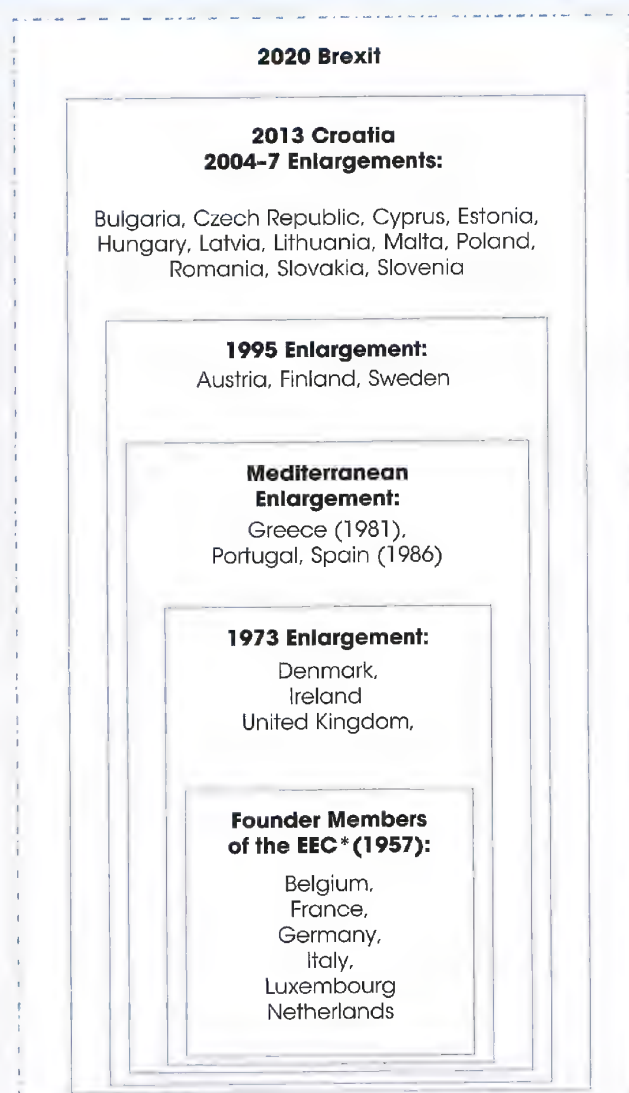 2020 Brexit
2013 Croatia
2004-7 Enlargements:
Bulgaria, Czech Republic, Cyprus, Estonia,
Hungary, Latvia, Lithuania, Malta, Poland,
Romania, Slovakia, Slovenia
1995 Enlargement:
Austria, Finland, Sweden
Mediterranean
Enlargement:
Greece (1981),
Portugal, Spain (1986)
1973 Enlargement:
Denmark,
Ireland
United Kingdom,
Founder Members
of the EEC* (1957):
Belgium,
France,
Germany,
Italy,
Luxembourg
Netherlands